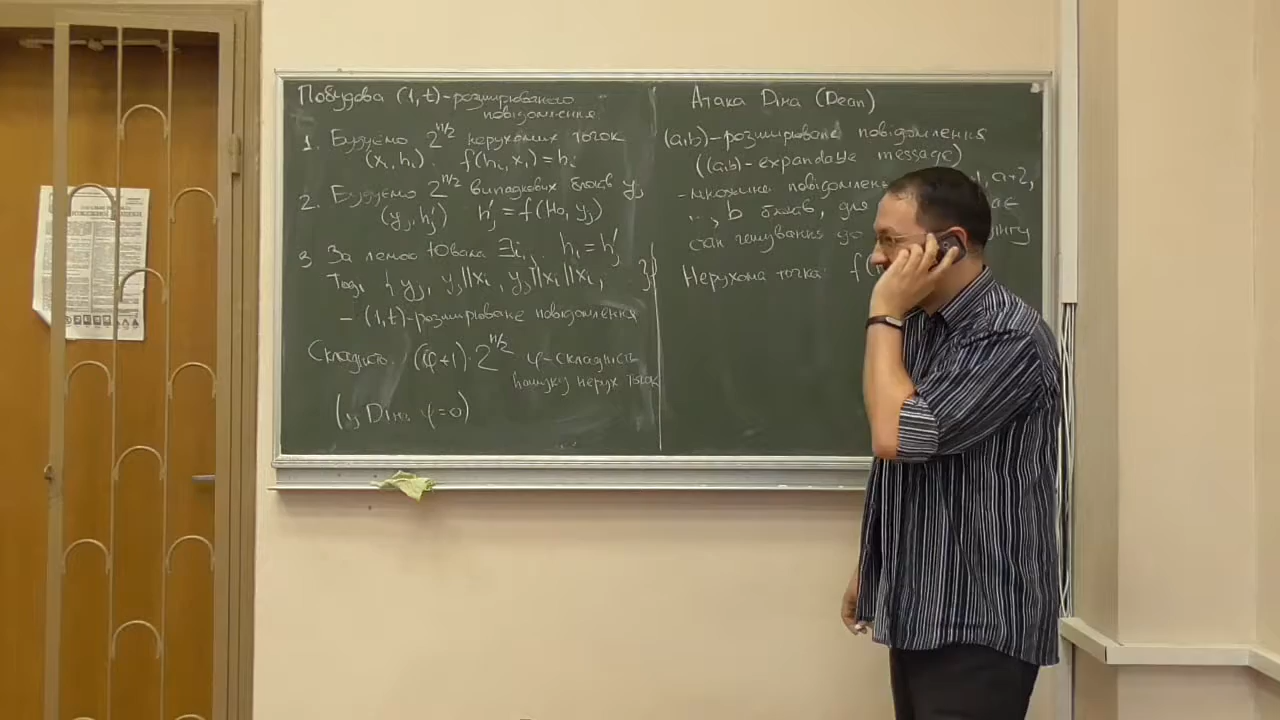 Побудова (1,t)-розширюваного
повідомлення.
1. Будуємо 2^{n/2} нерухомих точок
(x_i, h_i): f(h_i, x_i) = h_i
2. Будуємо 2^{n/2} випадкових блоків y_j
(y_j, h'_j) h'_j = f(H_0, y_j)
3 За лемою Ювала ∃ i, j h_i = h'_j
Тоді { y_j, y_j||x_i, y_j||x_i||x_i, }
- (1,t)-розширюване повідомлення
Складність: (φ+1)·2^{n/2} φ-складність
пошуку нерух точок
(у Діна φ=0)
Атака Діна (Dean)
(a,b)-розширюване повідомлення
((a,b)-expandable message)
-множина повідомлень a+2,
.., b блоків, для
стан гешування до
Нерухома точка: f(